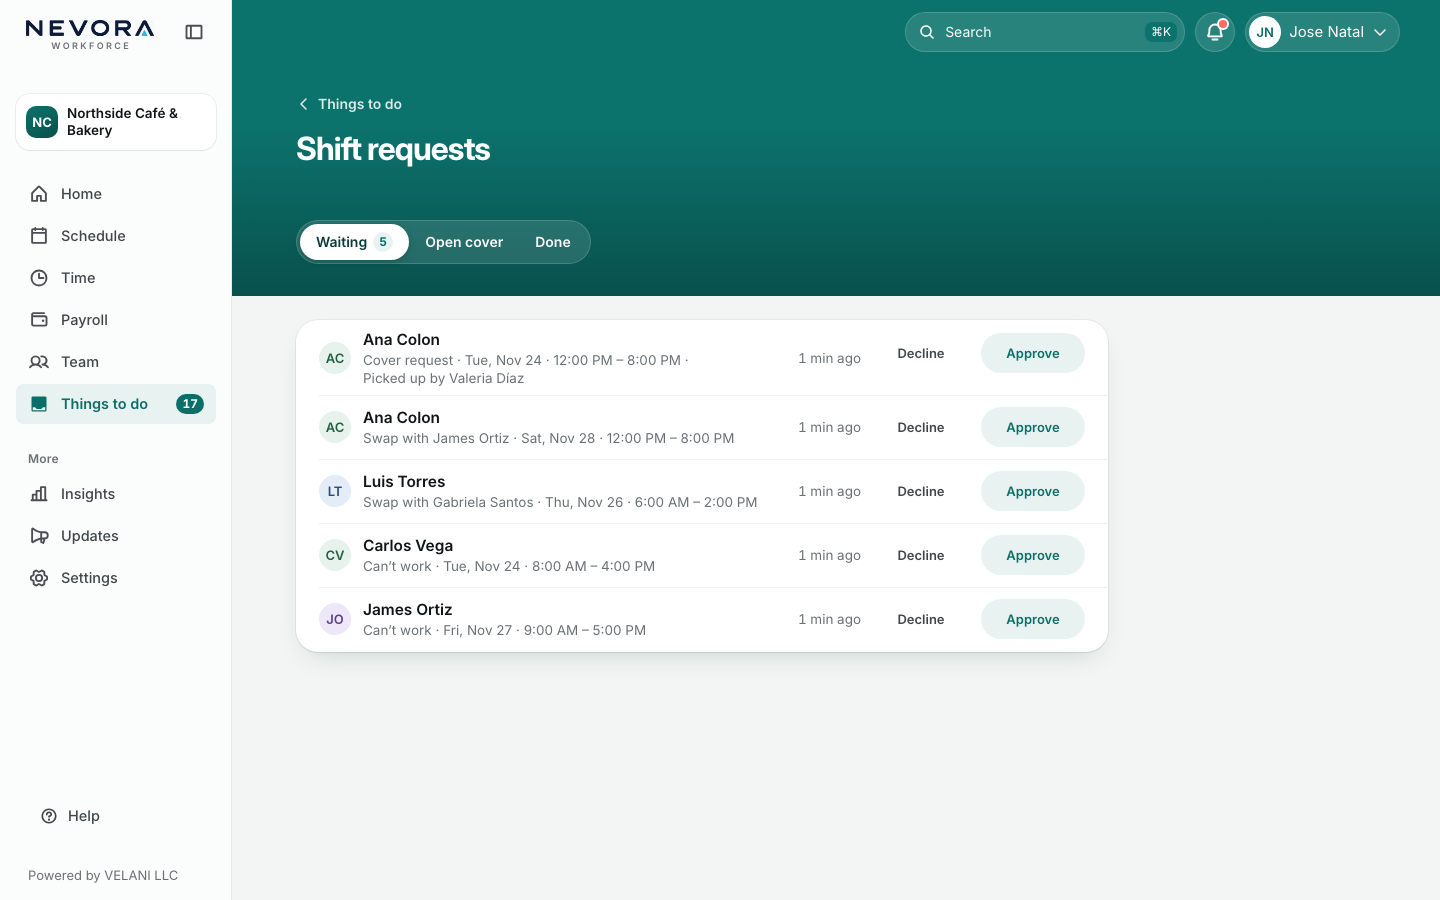 NEVORA
WORKFORCE
Search
⌘K
JN
Jose Natal
NC
Northside Café &
Bakery
Home
Schedule
Time
Payroll
Team
Things to do
17
More
Insights
Updates
Settings
Help
Powered by VELANI LLC
Things to do
Shift requests
Waiting 5
Open cover
Done
AC
Ana Colon
Cover request · Tue, Nov 24 · 12:00 PM – 8:00 PM ·
Picked up by Valeria Díaz
1 min ago
Decline
Approve
AC
Ana Colon
Swap with James Ortiz · Sat, Nov 28 · 12:00 PM – 8:00 PM
1 min ago
Decline
Approve
LT
Luis Torres
Swap with Gabriela Santos · Thu, Nov 26 · 6:00 AM – 2:00 PM
1 min ago
Decline
Approve
CV
Carlos Vega
Can’t work · Tue, Nov 24 · 8:00 AM – 4:00 PM
1 min ago
Decline
Approve
JO
James Ortiz
Can’t work · Fri, Nov 27 · 9:00 AM – 5:00 PM
1 min ago
Decline
Approve